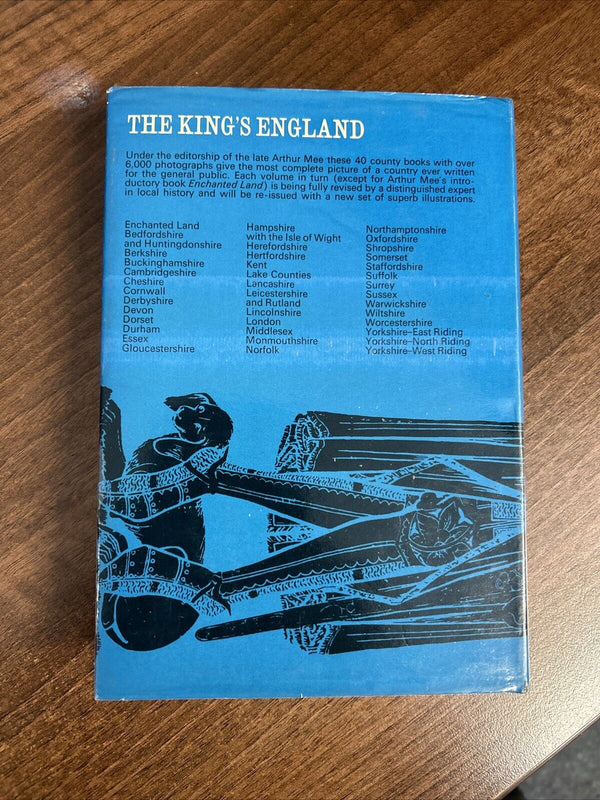 THE KING'S ENGLAND
Under the editorship of the late Arthur Mee these 40 county books with over
6,000 photographs give the most complete picture of a country ever written
for the general public. Each volume in turn (except for Arthur Mee's intro-
ductory book Enchanted Land) is being fully revised by a distinguished expert
in local history and will be re-issued with a new set of superb illustrations.
Enchanted Land
Bedfordshire
and Huntingdonshire
Berkshire
Buckinghamshire
Cambridgeshire
Cheshire
Cornwall
Derbyshire
Devon
Dorset
Durham
Essex
Gloucestershire
Hampshire
with the Isle of Wight
Herefordshire
Hertfordshire
Kent
Lake Counties
Lancashire
Leicestershire
and Rutland
Lincolnshire
London
Middlesex
Monmouthshire
Norfolk
Northamptonshire
Oxfordshire
Shropshire
Somerset
Staffordshire
Suffolk
Surrey
Sussex
Warwickshire
Wiltshire
Worcestershire
Yorkshire–East Riding
Yorkshire–North Riding
Yorkshire–West Riding